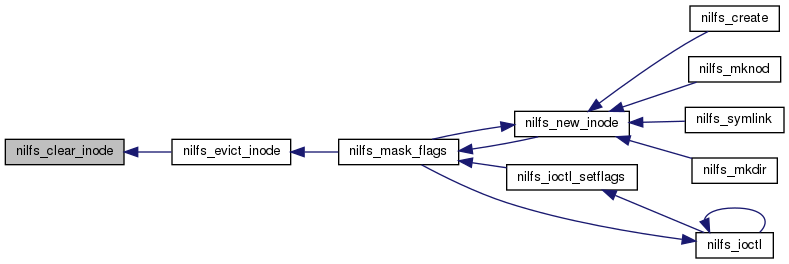 nilfs_create
nilfs_mknod
nilfs_new_inode
nilfs_symlink
nilfs_clear_inode
nilfs_evict_inode
nilfs_mask_flags
nilfs_mkdir
nilfs_ioctl_setflags
nilfs_ioctl